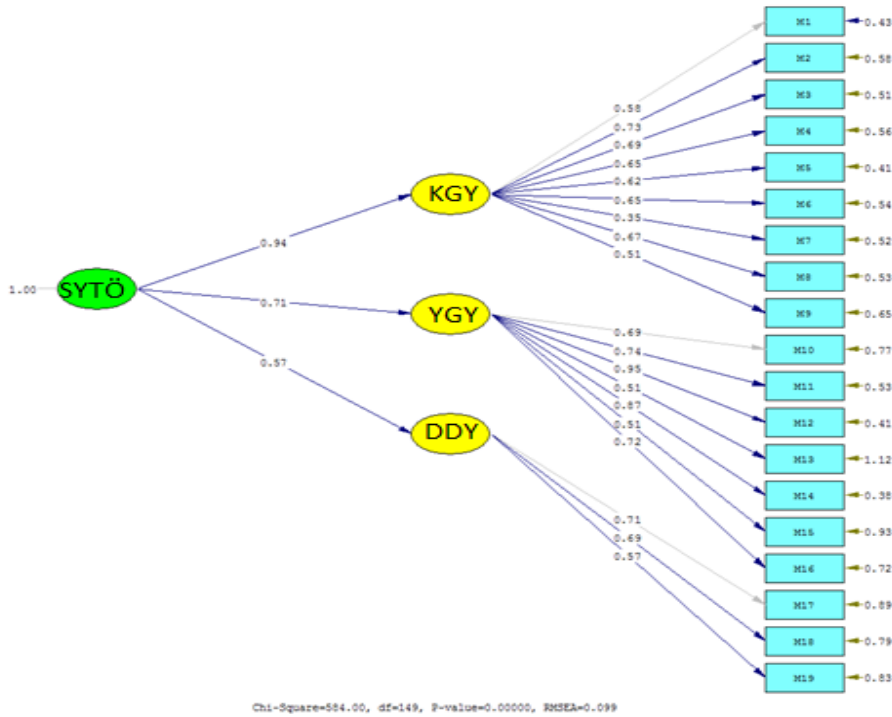 M1 0.43
M2 0.58
M3 0.51
M4 0.56
M5 0.41
M6 0.54
M7 0.52
M8 0.53
M9 0.65
M10 0.77
M11 0.53
M12 0.41
M13 1.12
M14 0.38
M15 0.93
M16 0.72
M17 0.89
M18 0.79
M19 0.83
0.58
0.73
0.69
0.65
0.62
0.65
0.35
0.67
0.51
KGY
0.94
1.00 SYTÖ
0.71
YGY
0.69
0.74
0.95
0.51
0.87
0.51
0.72
0.57
DDY
0.71
0.69
0.57
Chi-Square=584.00, df=149, P-value=0.00000, RMSEA=0.099